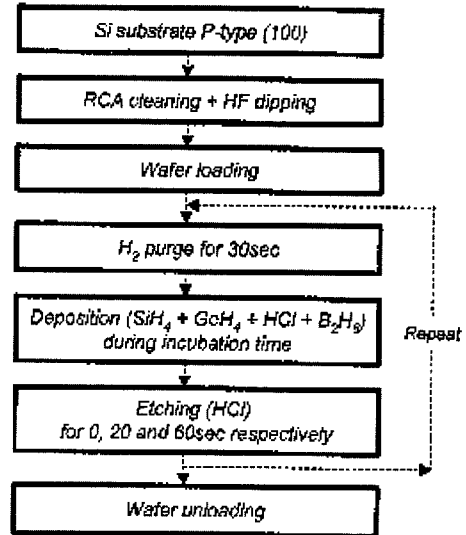 Si substrate P-type (100)
RCA cleaning + HF dipping
Wafer loading
H₂ purge for 30sec
Deposition (SiH₄ + GeH₄ + HCl + B₂H₆)
during incubation time
Repeat
Etching (HCl)
for 0, 20 and 60sec respectively
Wafer unloading